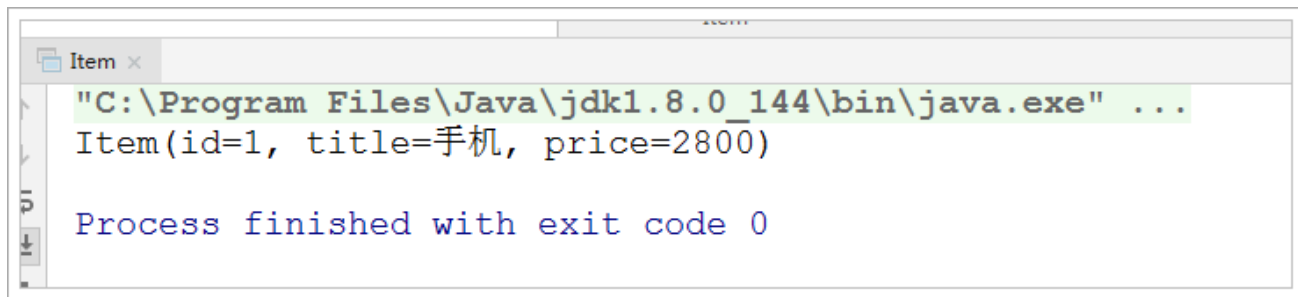 Item
"C:\Program Files\Java\jdk1.8.0_144\bin\java.exe" ...
Item(id=1, title=手机, price=2800)
Process finished with exit code 0